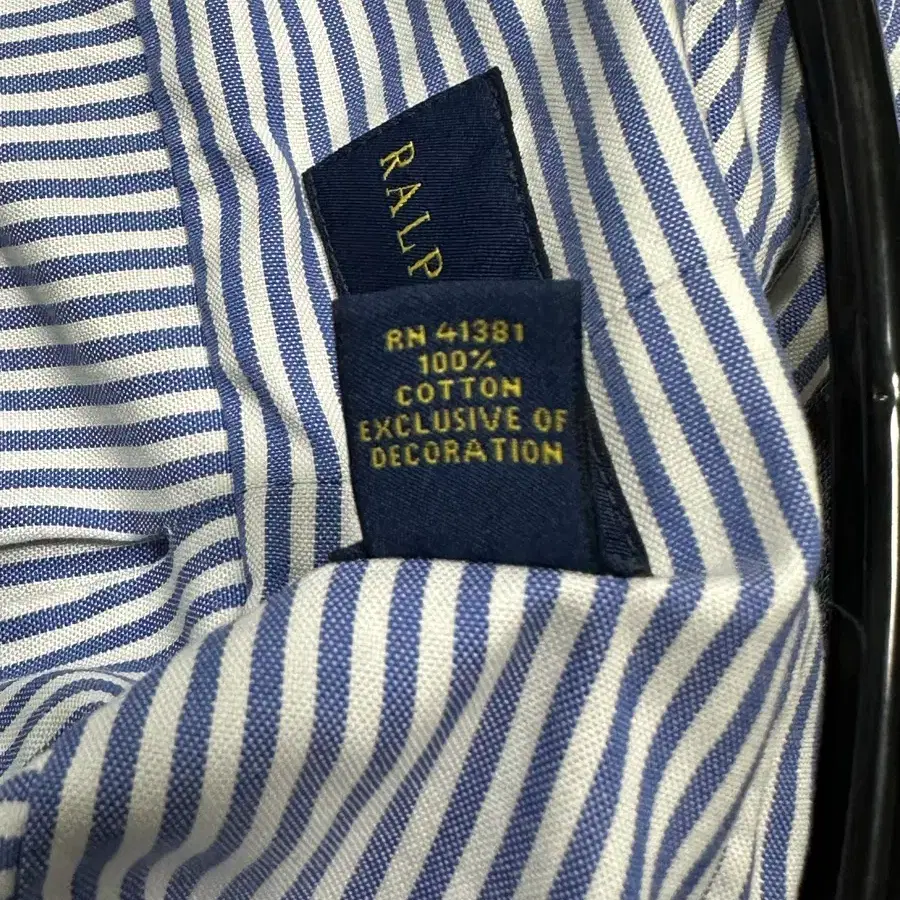 RALP
RN 41381
100%
COTTON
EXCLUSIVE OF
DECORATION